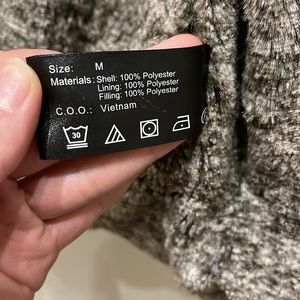 Size: M
Materials: Shell: 100% Polyester
Lining: 100% Polyester
Filling: 100% Polyester
C.O.O.: Vietnam
30